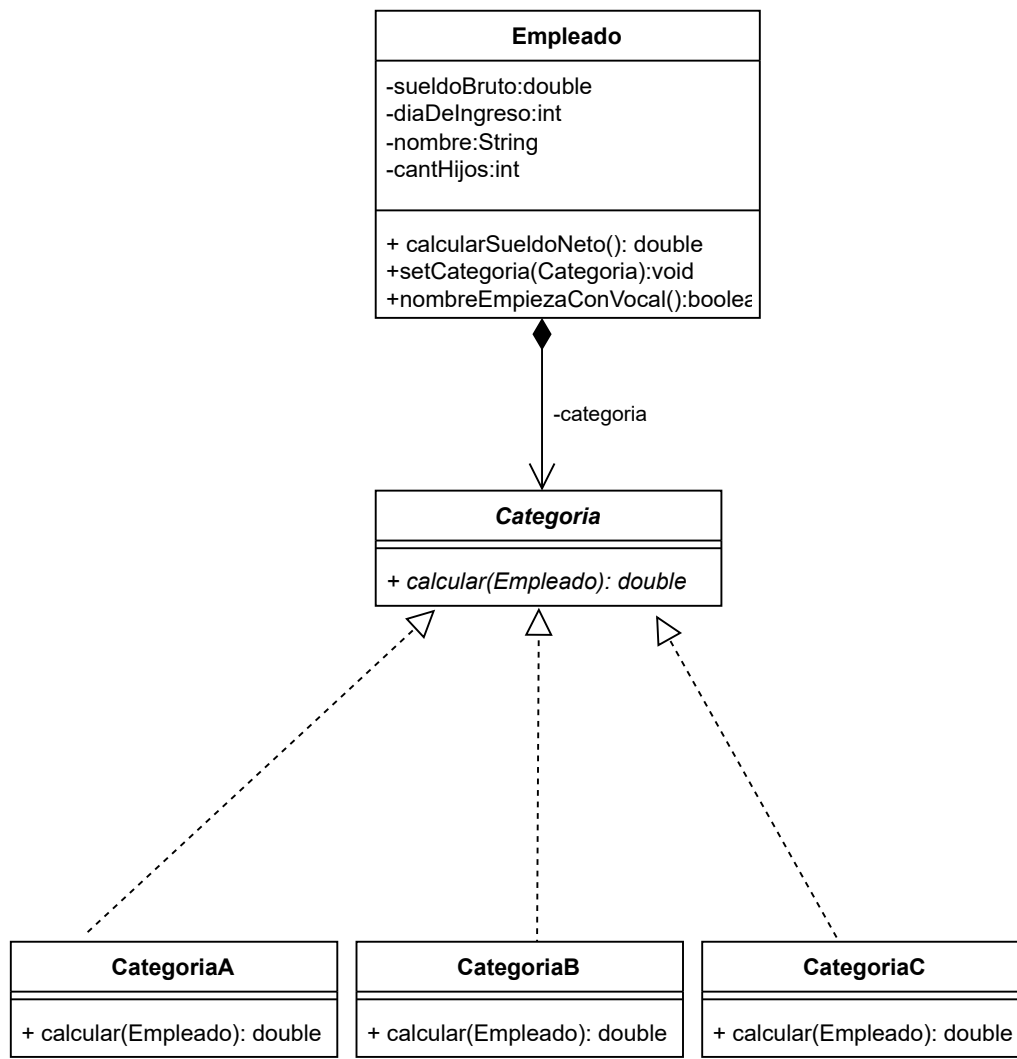 Empleado
-sueldoBruto:double
-diaDeIngreso:int
-nombre:String
-cantHijos:int
+ calcularSueldoNeto(): double
+setCategoria(Categoria):void
+nombreEmpiezaConVocal():boolea
-categoria
Categoria
+ calcular(Empleado): double
CategoriaA
+ calcular(Empleado): double
CategoriaB
+ calcular(Empleado): double
CategoriaC
+ calcular(Empleado): double